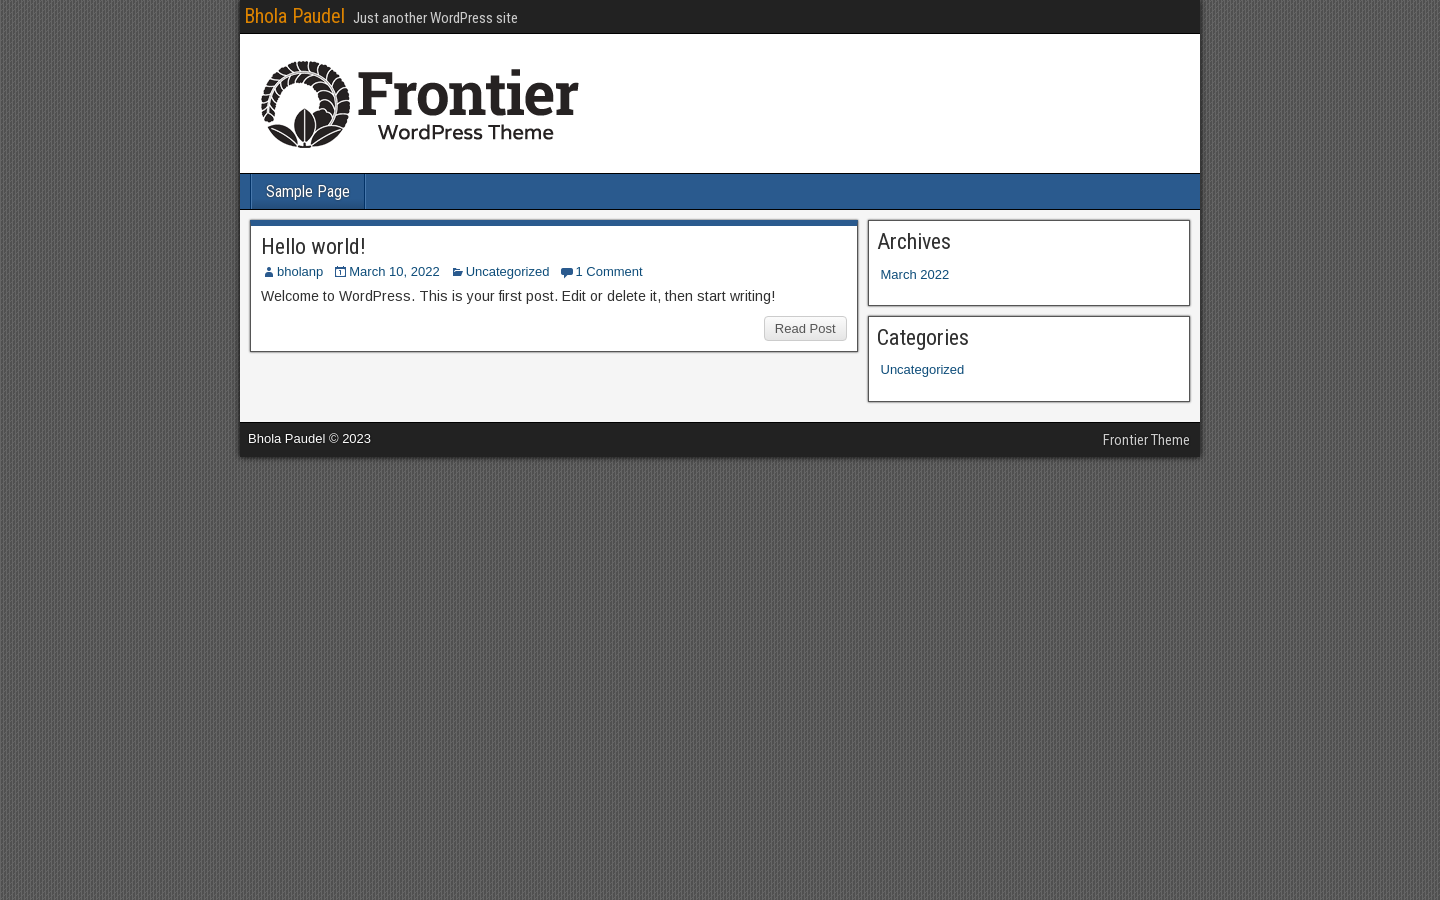 Bhola Paudel Just another WordPress site
Frontier
WordPress Theme
Sample Page
Hello world!
bholanp March 10, 2022 Uncategorized 1 Comment
Welcome to WordPress. This is your first post. Edit or delete it, then start writing!
Read Post
Archives
March 2022
Categories
Uncategorized
Bhola Paudel © 2023
Frontier Theme